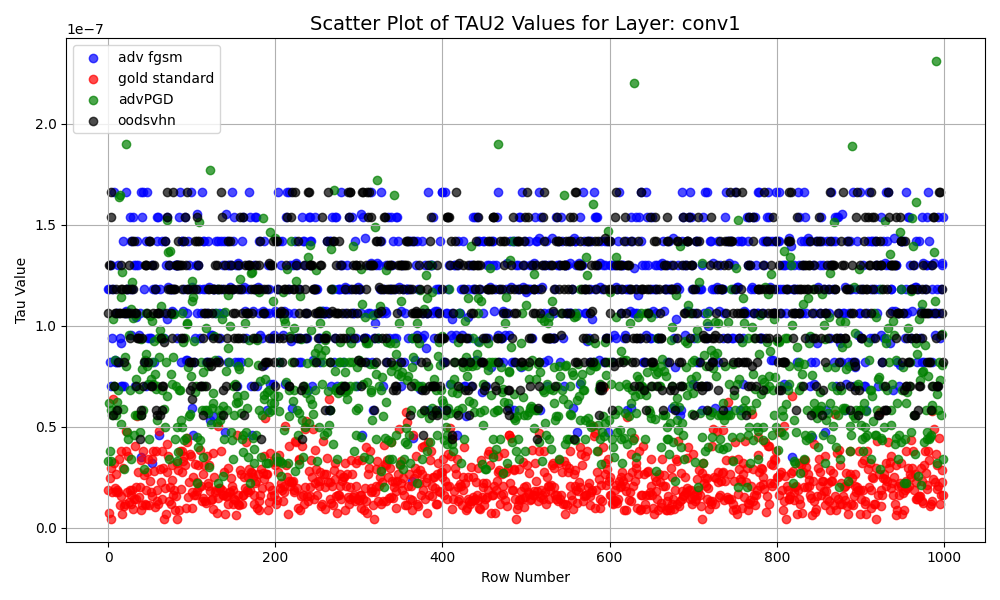 Scatter Plot of TAU2 Values for Layer: conv1
1e−7
adv fgsm
gold standard
advPGD
oodsvhn
2.0
1.5
1.0
0.5
0.0
Tau Value
0 200 400 600 800 1000
Row Number